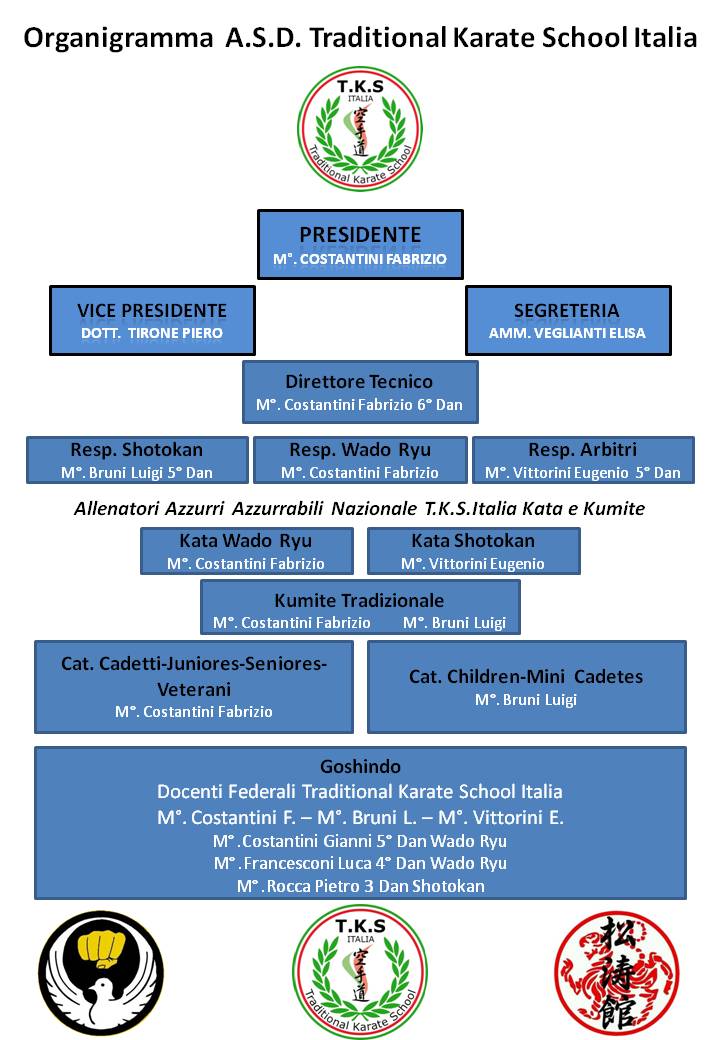 Organigramma A.S.D. Traditional Karate School Italia
T.K.S
ITALIA
空手道
Traditional Karate School
PRESIDENTE
M°. COSTANTINI FABRIZIO
VICE PRESIDENTE
DOTT. TIRONE PIERO
SEGRETERIA
AMM. VEGLIANTI ELISA
Direttore Tecnico
M°. Costantini Fabrizio 6° Dan
Resp. Shotokan
M°. Bruni Luigi 5° Dan
Resp. Wado Ryu
M°. Costantini Fabrizio
Resp. Arbitri
M°. Vittorini Eugenio 5° Dan
Allenatori Azzurri Azzurrabili Nazionale T.K.S.Italia Kata e Kumite
Kata Wado Ryu
M°. Costantini Fabrizio
Kata Shotokan
M°. Vittorini Eugenio
Kumite Tradizionale
M°. Costantini Fabrizio M°. Bruni Luigi
Cat. Cadetti-Juniores-Seniores-
Veterani
M°. Costantini Fabrizio
Cat. Children-Mini Cadetes
M°. Bruni Luigi
Goshindo
Docenti Federali Traditional Karate School Italia
M°. Costantini F. – M°. Bruni L. – M°. Vittorini E.
M°.Costantini Gianni 5° Dan Wado Ryu
M°.Francesconi Luca 4° Dan Wado Ryu
M°.Rocca Pietro 3 Dan Shotokan
T.K.S
ITALIA
空手道
Traditional Karate School
松濤館